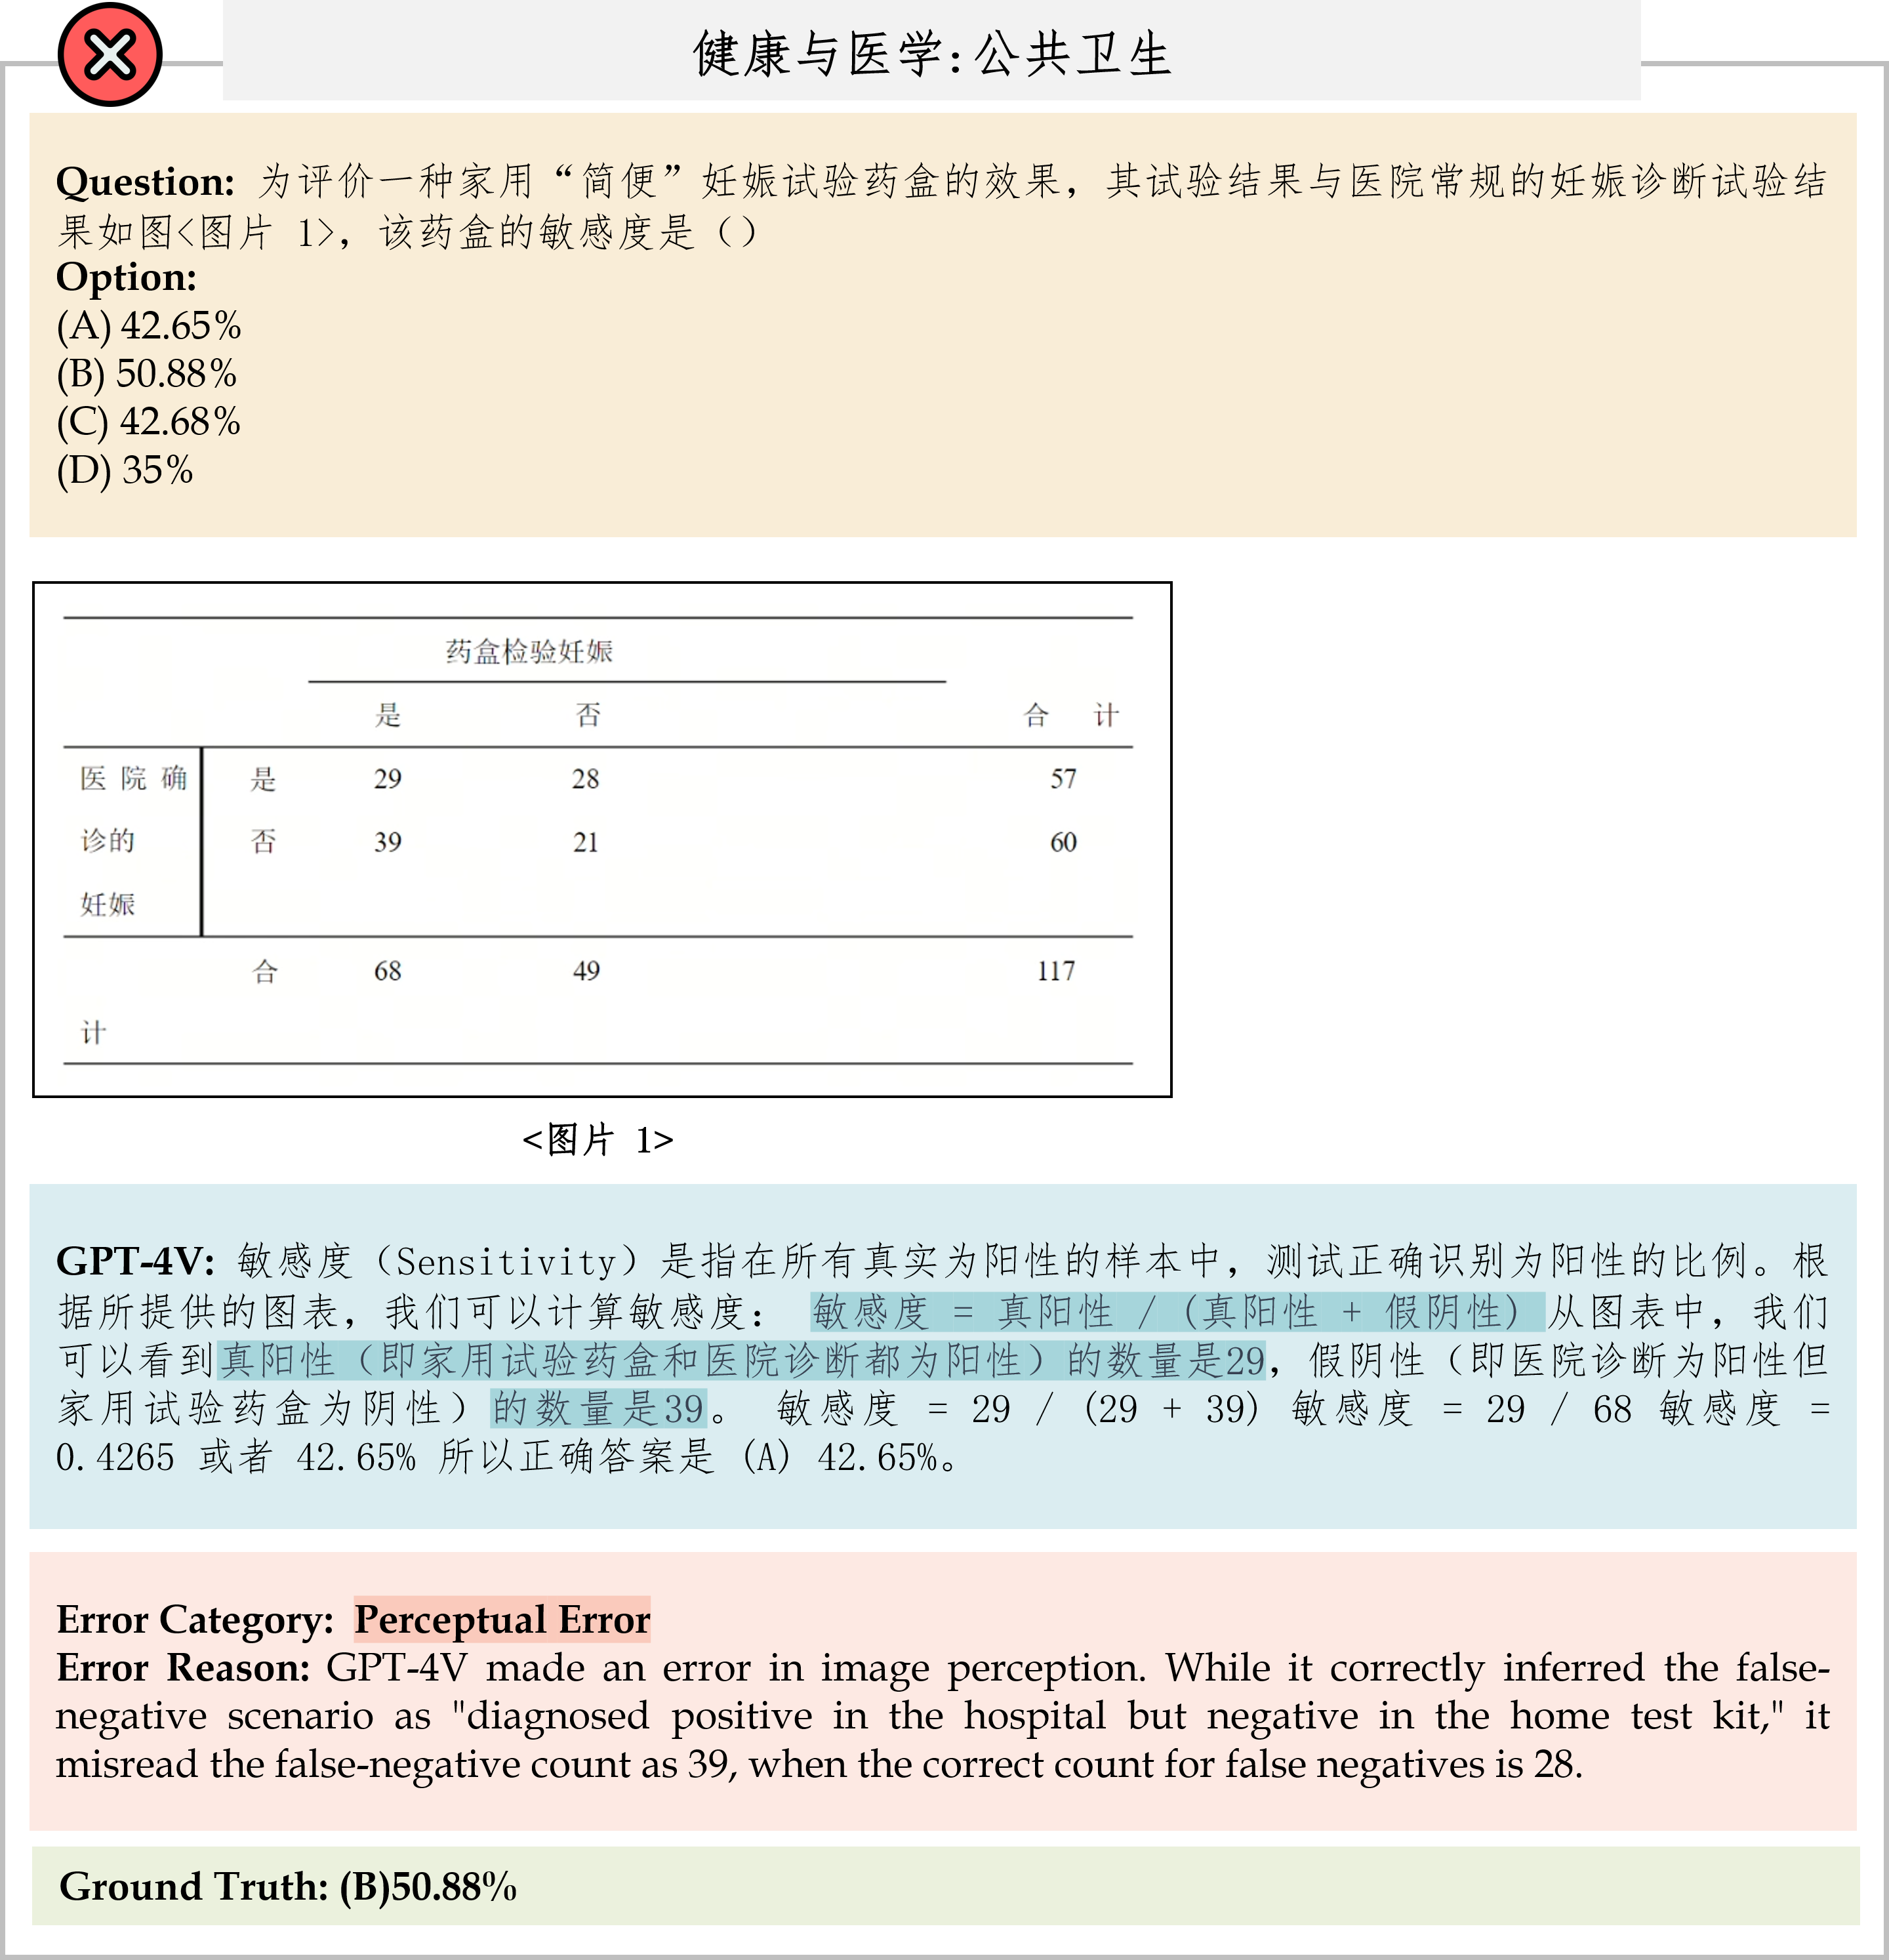 健康与医学:公共卫生
Question: 为评价一种家用“简便”妊娠试验药盒的效果，其试验结果与医院常规的妊娠诊断试验结
果如图<图片 1>，该药盒的敏感度是（）
Option:
(A) 42.65%
(B) 50.88%
(C) 42.68%
(D) 35%
药盒检验妊娠
是 否 合 计
医 院 确 是 29 28 57
诊的 否 39 21 60
妊娠
合 68 49 117
计
<图片 1>
GPT-4V: 敏感度（Sensitivity）是指在所有真实为阳性的样本中，测试正确识别为阳性的比例。根
据所提供的图表，我们可以计算敏感度： 敏感度 = 真阳性 / (真阳性 + 假阴性) 从图表中，我们
可以看到真阳性（即家用试验药盒和医院诊断都为阳性）的数量是29，假阴性（即医院诊断为阳性但
家用试验药盒为阴性）的数量是39。 敏感度 = 29 / (29 + 39) 敏感度 = 29 / 68 敏感度 =
0.4265 或者 42.65% 所以正确答案是 (A) 42.65%。
Error Category: Perceptual Error
Error Reason: GPT-4V made an error in image perception. While it correctly inferred the false-
negative scenario as "diagnosed positive in the hospital but negative in the home test kit," it
misread the false-negative count as 39, when the correct count for false negatives is 28.
Ground Truth: (B)50.88%